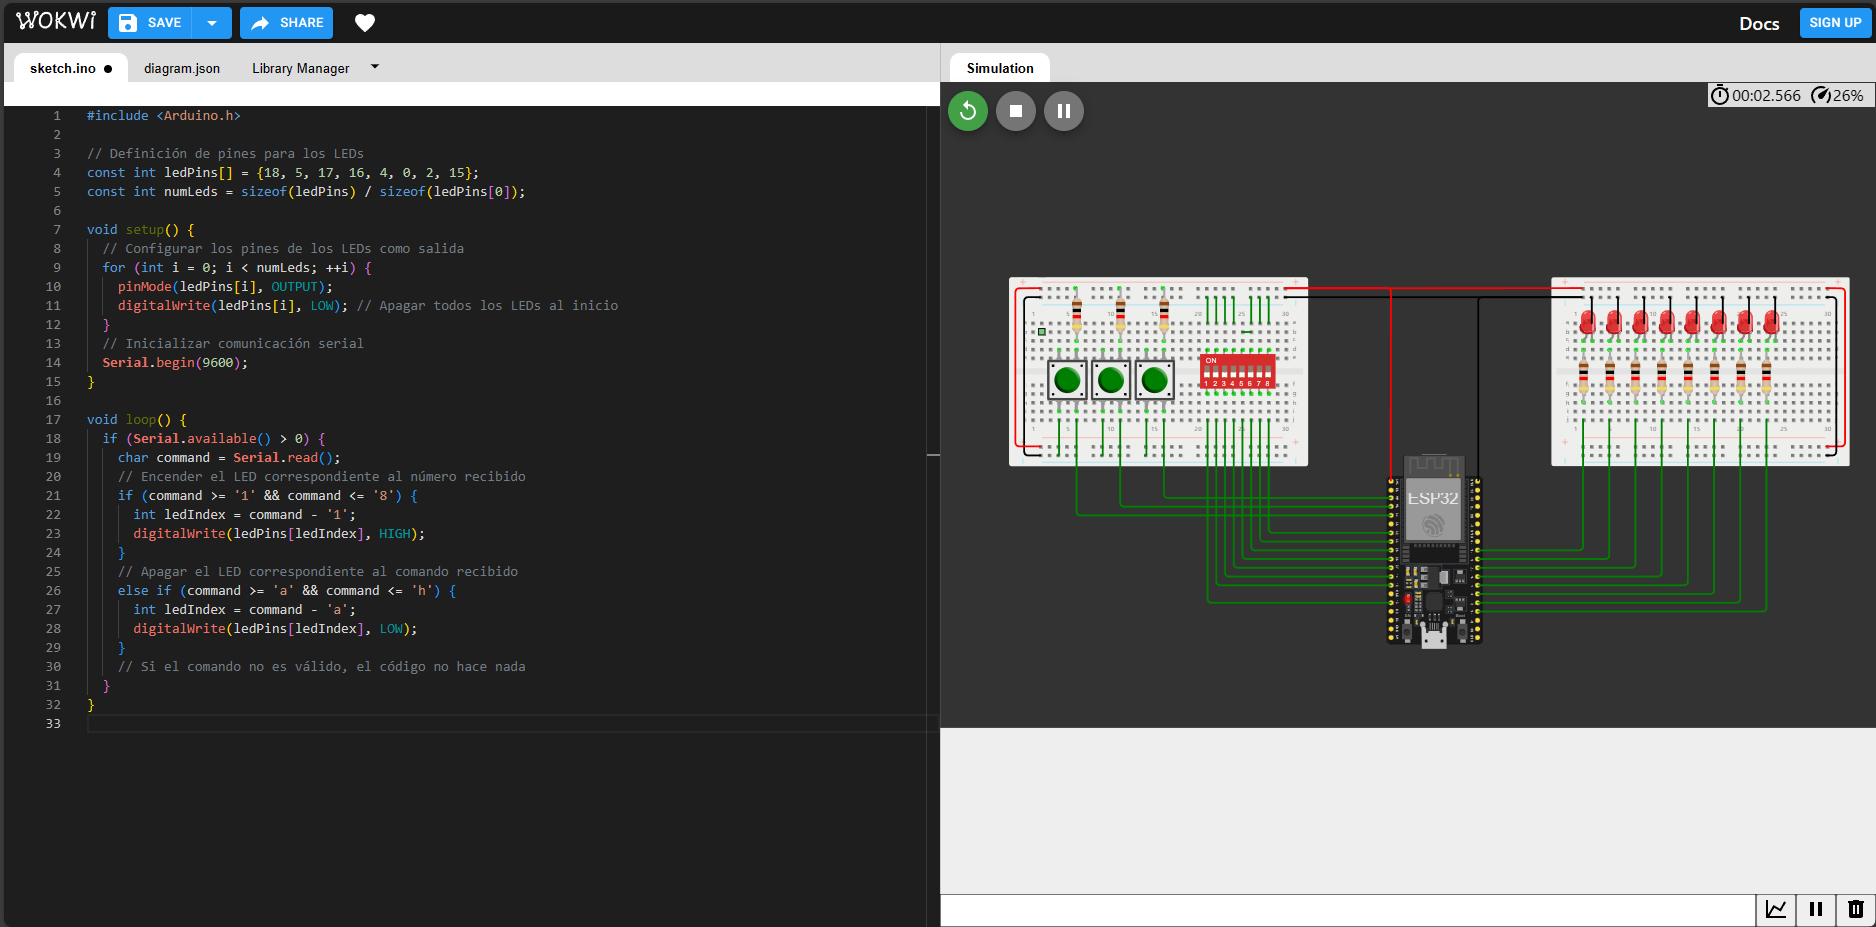 WOKWI SAVE SHARE Docs SIGN UP
sketch.ino ● diagram.json Library Manager
Simulation
00:02.566 26%
1 #include <Arduino.h>
2
3 // Definición de pines para los LEDs
4 const int ledPins[] = {18, 5, 17, 16, 4, 0, 2, 15};
5 const int numLeds = sizeof(ledPins) / sizeof(ledPins[0]);
6
7 void setup() {
8 // Configurar los pines de los LEDs como salida
9 for (int i = 0; i < numLeds; ++i) {
10 pinMode(ledPins[i], OUTPUT);
11 digitalWrite(ledPins[i], LOW); // Apagar todos los LEDs al inicio
12 }
13 // Inicializar comunicación serial
14 Serial.begin(9600);
15 }
16
17 void loop() {
18 if (Serial.available() > 0) {
19 char command = Serial.read();
20 // Encender el LED correspondiente al número recibido
21 if (command >= '1' && command <= '8') {
22 int ledIndex = command - '1';
23 digitalWrite(ledPins[ledIndex], HIGH);
24 }
25 // Apagar el LED correspondiente al comando recibido
26 else if (command >= 'a' && command <= 'h') {
27 int ledIndex = command - 'a';
28 digitalWrite(ledPins[ledIndex], LOW);
29 }
30 // Si el comando no es válido, el código no hace nada
31 }
32 }
33
ON
1 2 3 4 5 6 7 8
ESP32